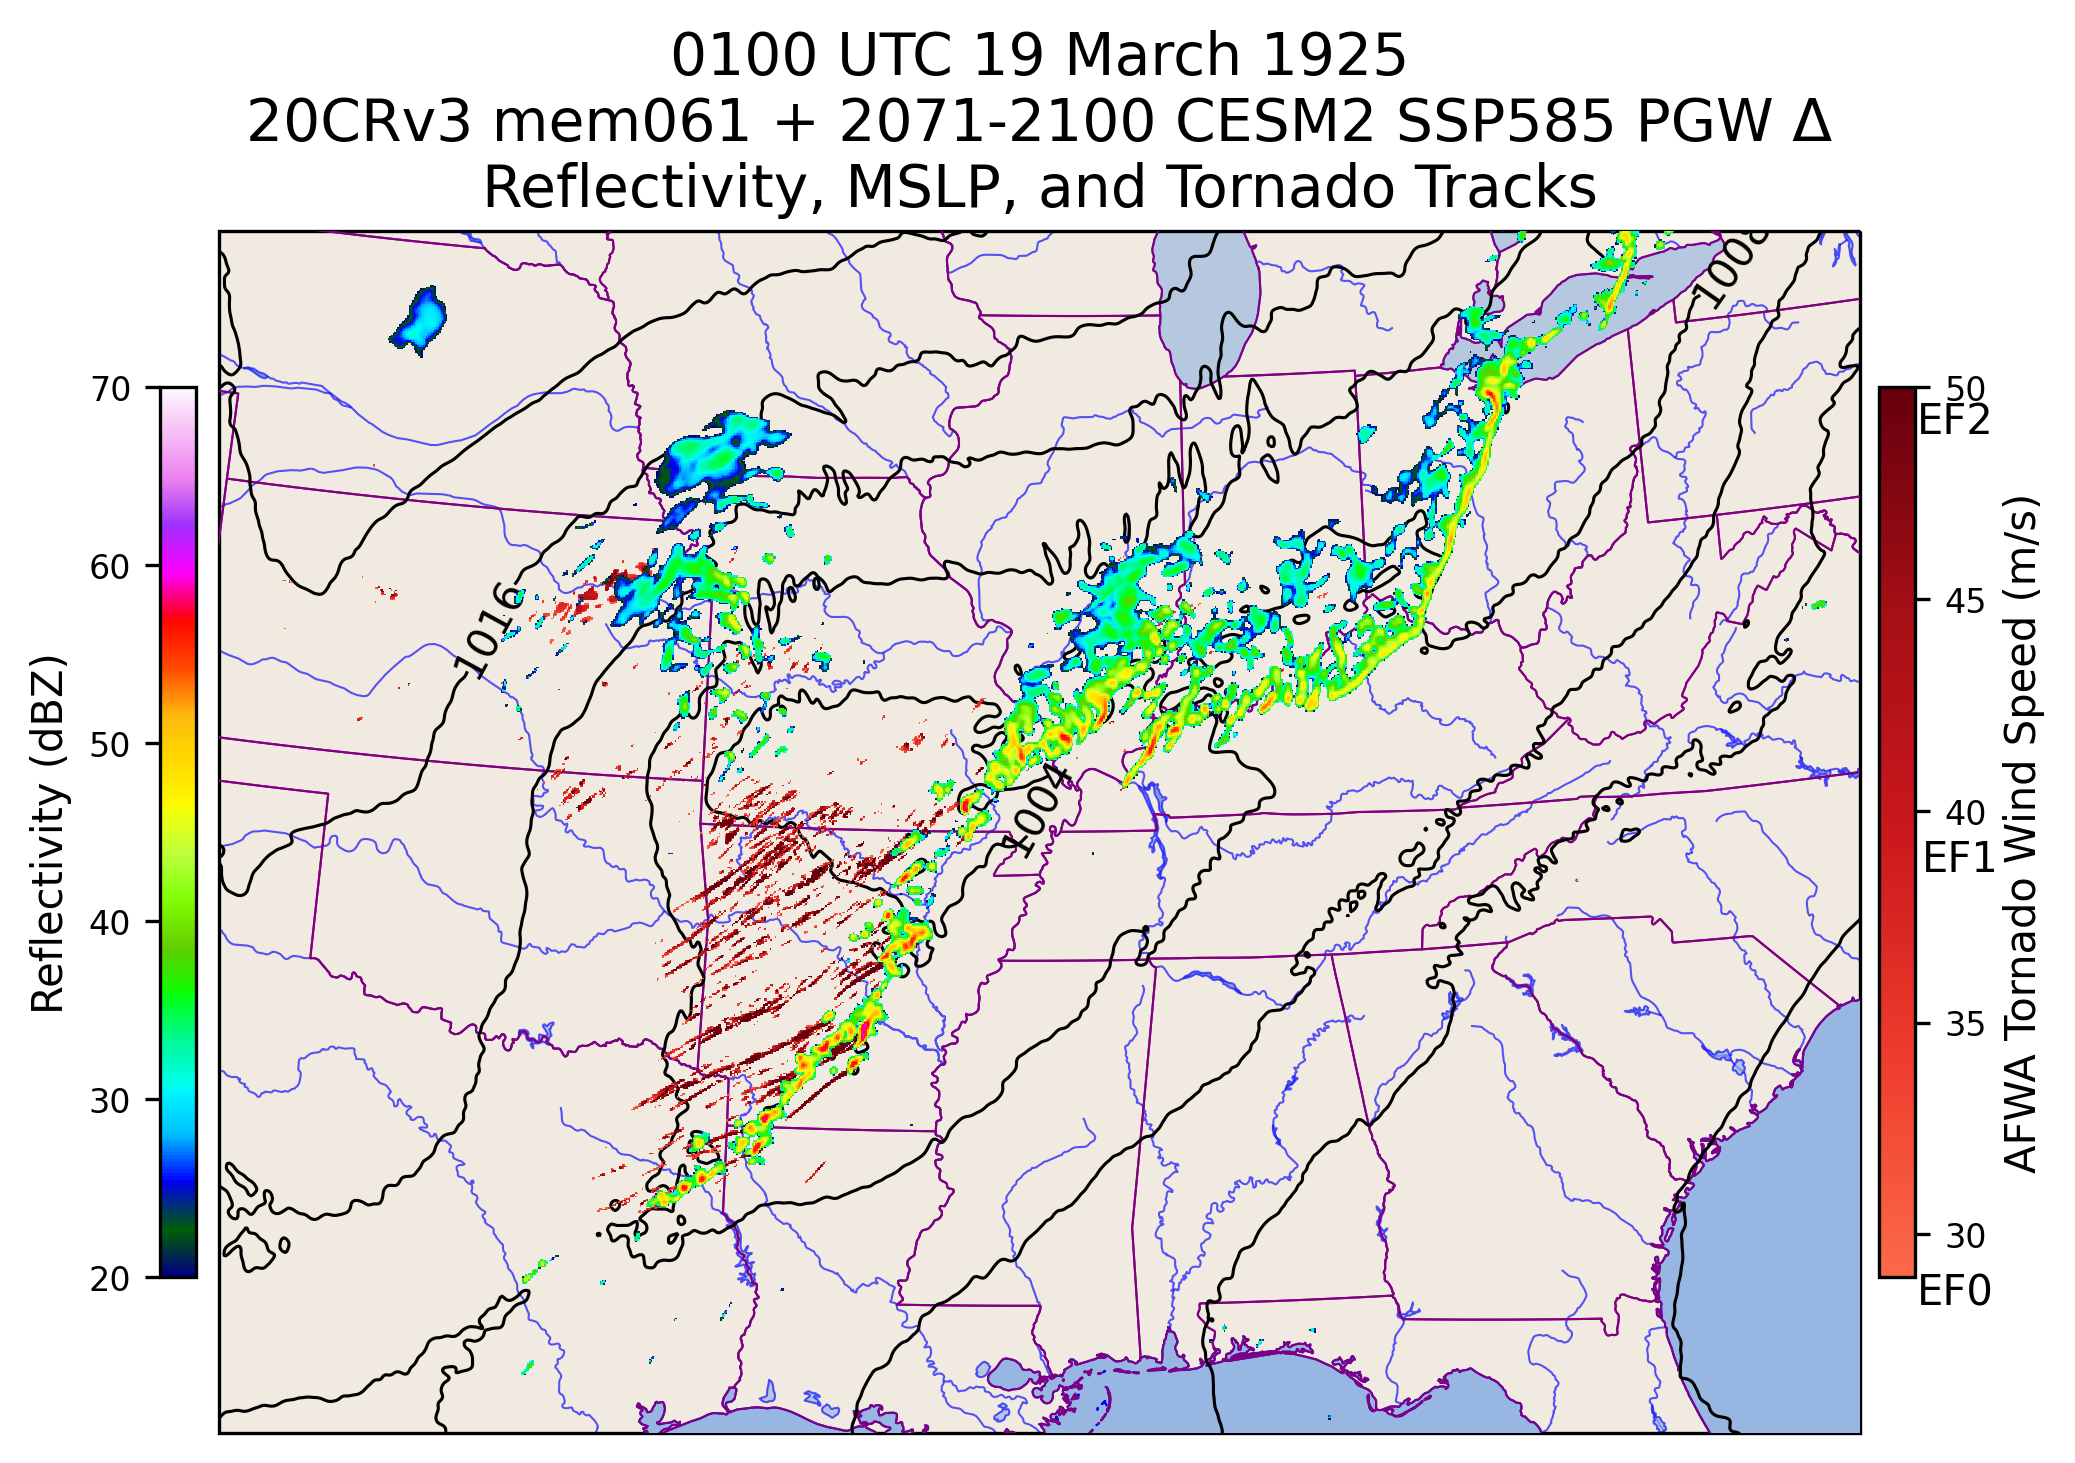 0100 UTC 19 March 1925
20CRv3 mem061 + 2071-2100 CESM2 SSP585 PGW Δ
Reflectivity, MSLP, and Tornado Tracks
Reflectivity (dBZ)
70
60
50
40
30
20
1008
1016
1004
50
EF2
45
40
EF1
35
30
EF0
AFWA Tornado Wind Speed (m/s)